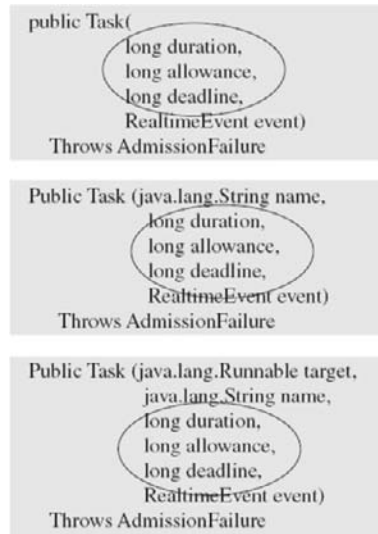 public Task(
long duration,
long allowance,
long deadline,
RealtimeEvent event)
Throws AdmissionFailure
Public Task (java.lang.String name,
long duration,
long allowance,
long deadline,
RealtimeEvent event)
Throws AdmissionFailure
Public Task (java.lang.Runnable target,
java.lang.String name,
long duration,
long allowance,
long deadline,
RealtimeEvent event)
Throws AdmissionFailure